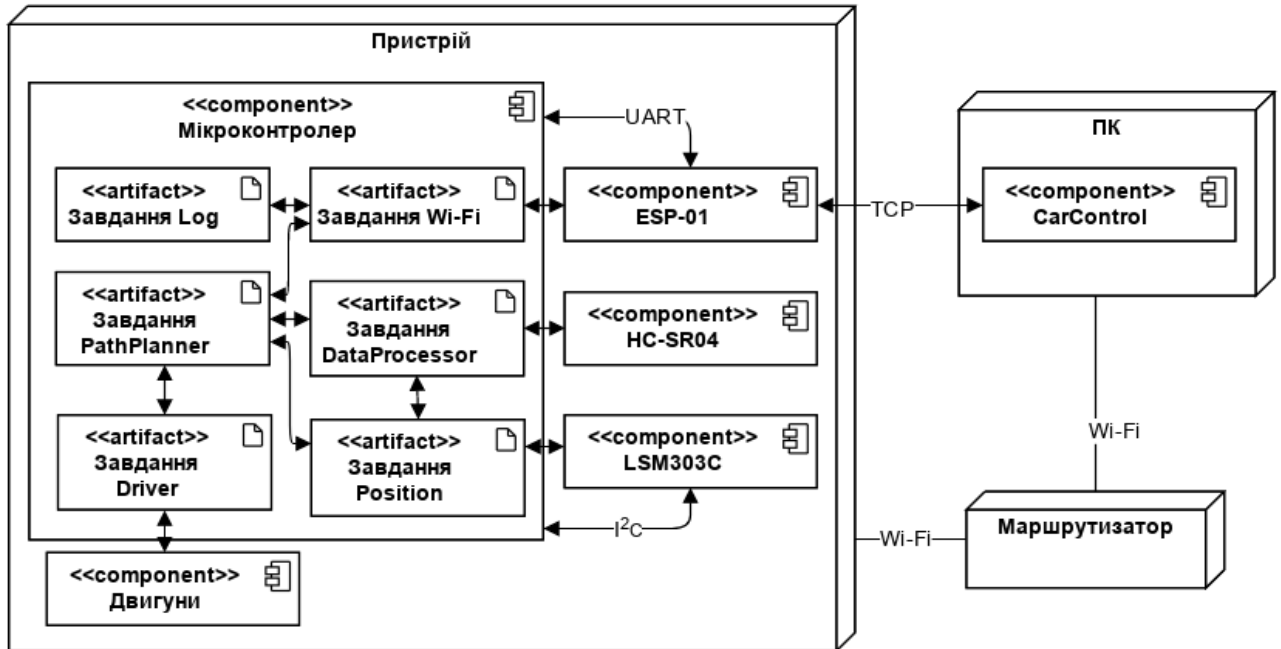 Пристрій
<<component>>
Мікроконтролер
UART
<<artifact>>
Завдання Log
<<artifact>>
Завдання Wi-Fi
<<component>>
ESP-01
TCP
ПК
<<component>>
CarControl
<<artifact>>
Завдання
PathPlanner
<<artifact>>
Завдання
DataProcessor
<<component>>
HC-SR04
<<artifact>>
Завдання
Driver
<<artifact>>
Завдання
Position
<<component>>
LSM303C
I²C
Wi-Fi
Wi-Fi
Маршрутизатор
<<component>>
Двигуни